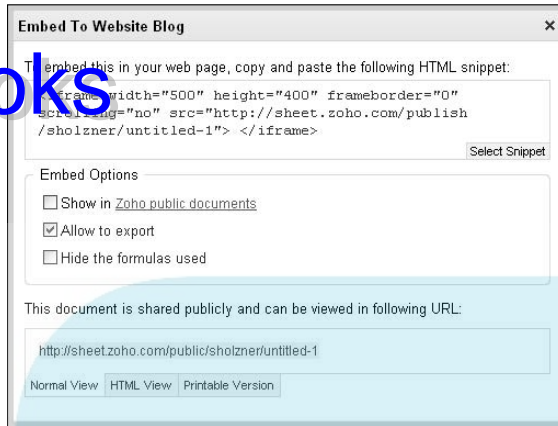 Embed To Website Blog ×
To embed this in your web page, copy and paste the following HTML snippet:
oks
<iframe width="500" height="400" frameborder="0"
scrolling="no" src="http://sheet.zoho.com/publish
/sholzner/untitled-1"> </iframe>
Select Snippet
Embed Options
Show in Zoho public documents
Allow to export
Hide the formulas used
This document is shared publicly and can be viewed in following URL:
http://sheet.zoho.com/public/sholzner/untitled-1
Normal View HTML View Printable Version